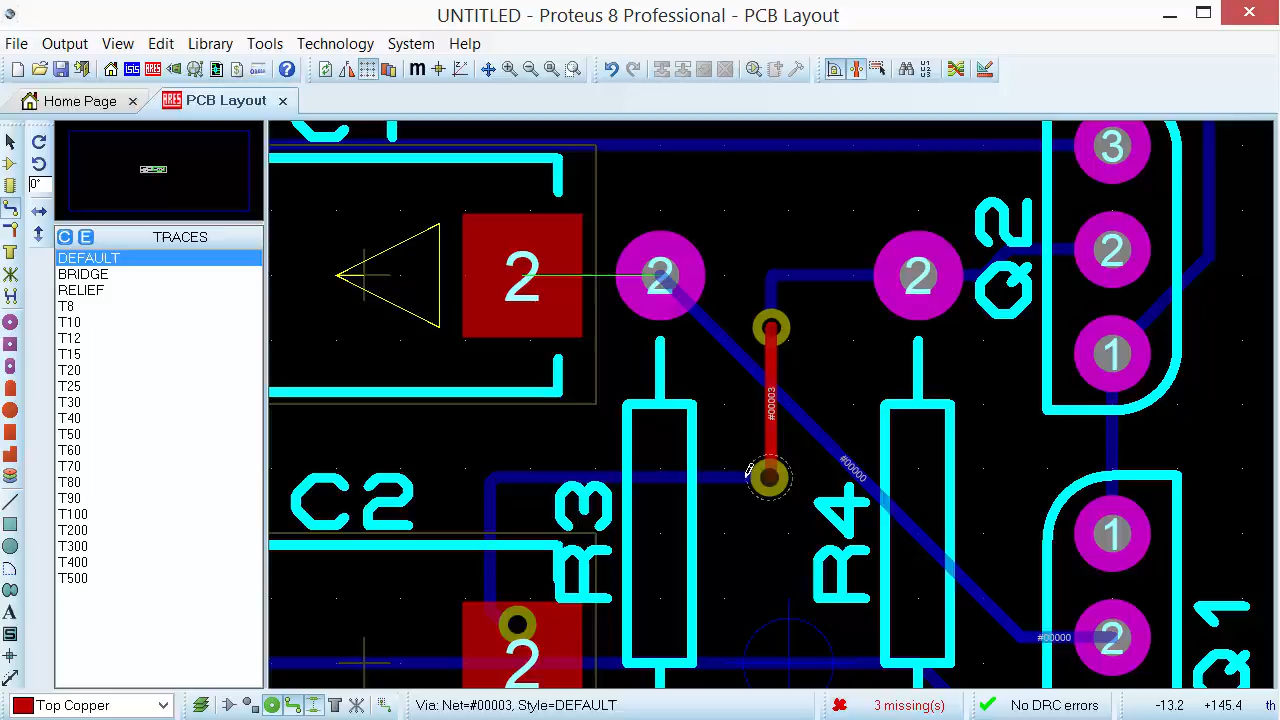 UNTITLED - Proteus 8 Professional - PCB Layout
File Output View Edit Library Tools Technology System Help
Home Page
PCB Layout
0°
C E TRACES
DEFAULT
BRIDGE
RELIEF
T8
T10
T12
T15
T20
T25
T30
T40
T50
T60
T70
T80
T90
T100
T200
T300
T400
T500
3
2
2
2
Q2
2
1
#00003
#00000
C2
R3
R4
1
2
#00000
2
Q1
Top Copper
Via: Net=#00003, Style=DEFAULT
3 missing(s)
No DRC errors
-13.2
+145.4
th